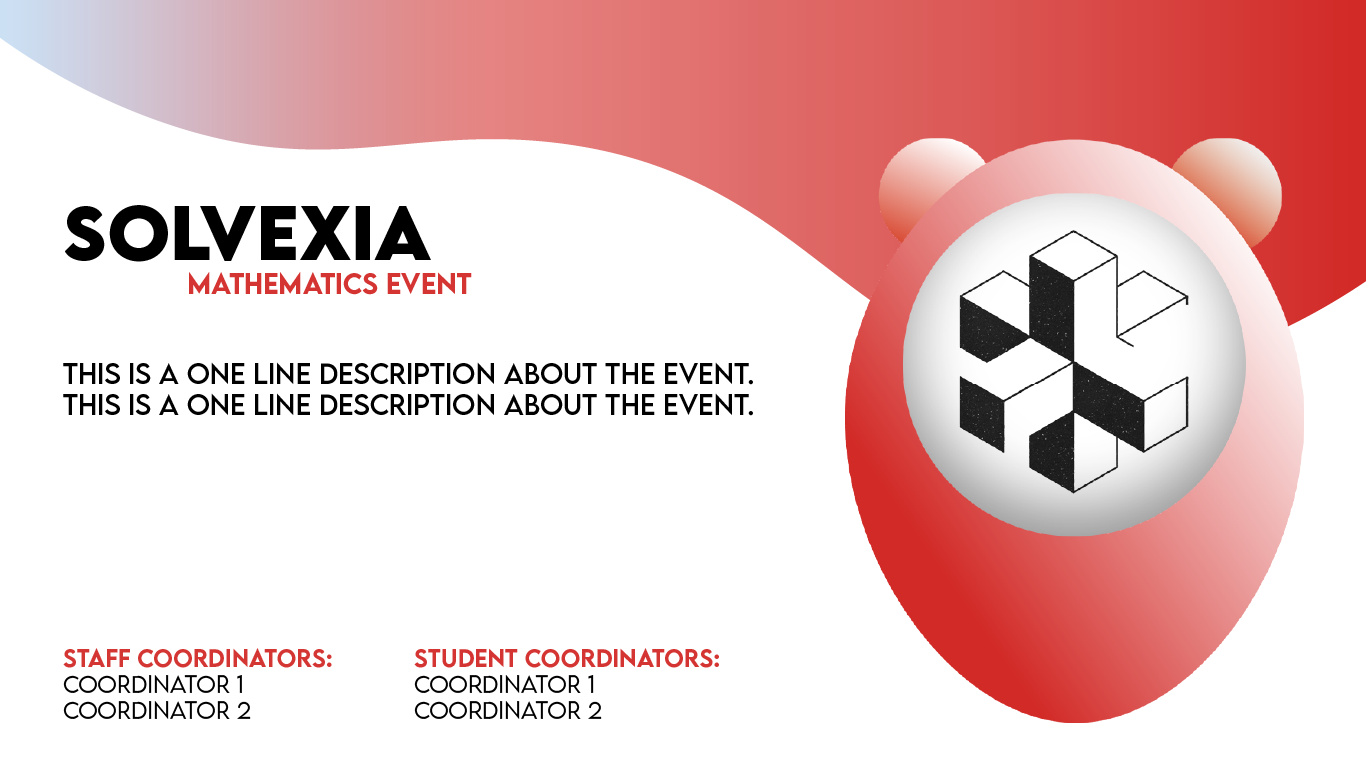 SOLVEXIA
MATHEMATICS EVENT
THIS IS A ONE LINE DESCRIPTION ABOUT THE EVENT.
THIS IS A ONE LINE DESCRIPTION ABOUT THE EVENT.
STAFF COORDINATORS:
COORDINATOR 1
COORDINATOR 2
STUDENT COORDINATORS:
COORDINATOR 1
COORDINATOR 2